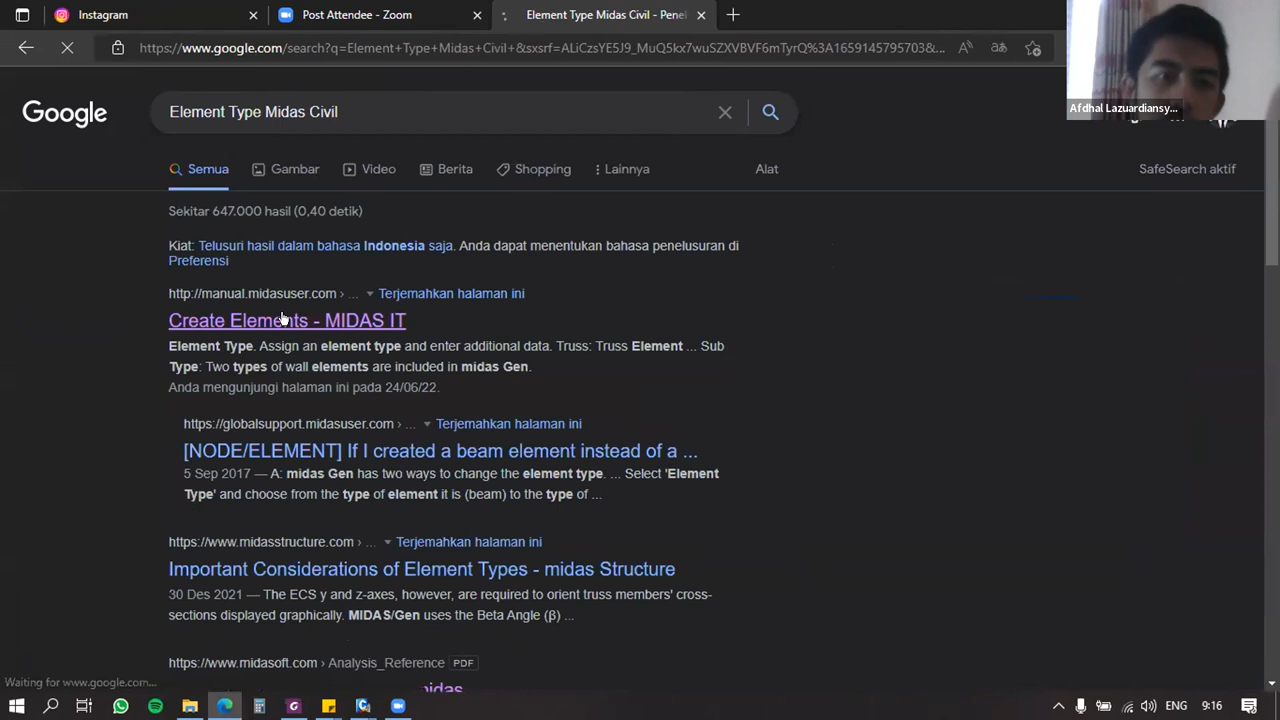 Instagram
Post Attendee - Zoom
Element Type Midas Civil - Penel
https://www.google.com/search?q=Element+Type+Midas+Civil+&sxsrf=ALiCzsYE5J9_MuQ5kx7wuSZXVBVF6mTyrQ%3A1659145795703&...
Afdhal Lazuardiansy...
Google
Element Type Midas Civil
Semua
Gambar
Video
Berita
Shopping
Lainnya
Alat
SafeSearch aktif
Sekitar 647.000 hasil (0,40 detik)
Kiat: Telusuri hasil dalam bahasa Indonesia saja. Anda dapat menentukan bahasa penelusuran di
Preferensi
http://manual.midasuser.com › ... Terjemahkan halaman ini
Create Elements - MIDAS IT
Element Type. Assign an element type and enter additional data. Truss: Truss Element ... Sub
Type: Two types of wall elements are included in midas Gen.
Anda mengunjungi halaman ini pada 24/06/22.
https://globalsupport.midasuser.com › ... Terjemahkan halaman ini
[NODE/ELEMENT] If I created a beam element instead of a ...
5 Sep 2017 — A: midas Gen has two ways to change the element type. ... Select 'Element
Type' and choose from the type of element it is (beam) to the type of ...
https://www.midasstructure.com › ... Terjemahkan halaman ini
Important Considerations of Element Types - midas Structure
30 Des 2021 — The ECS y and z-axes, however, are required to orient truss members' cross-
sections displayed graphically. MIDAS/Gen uses the Beta Angle (β) ...
https://www.midasoft.com › Analysis_Reference PDF
midas
Waiting for www.google.com...
ENG
9:16